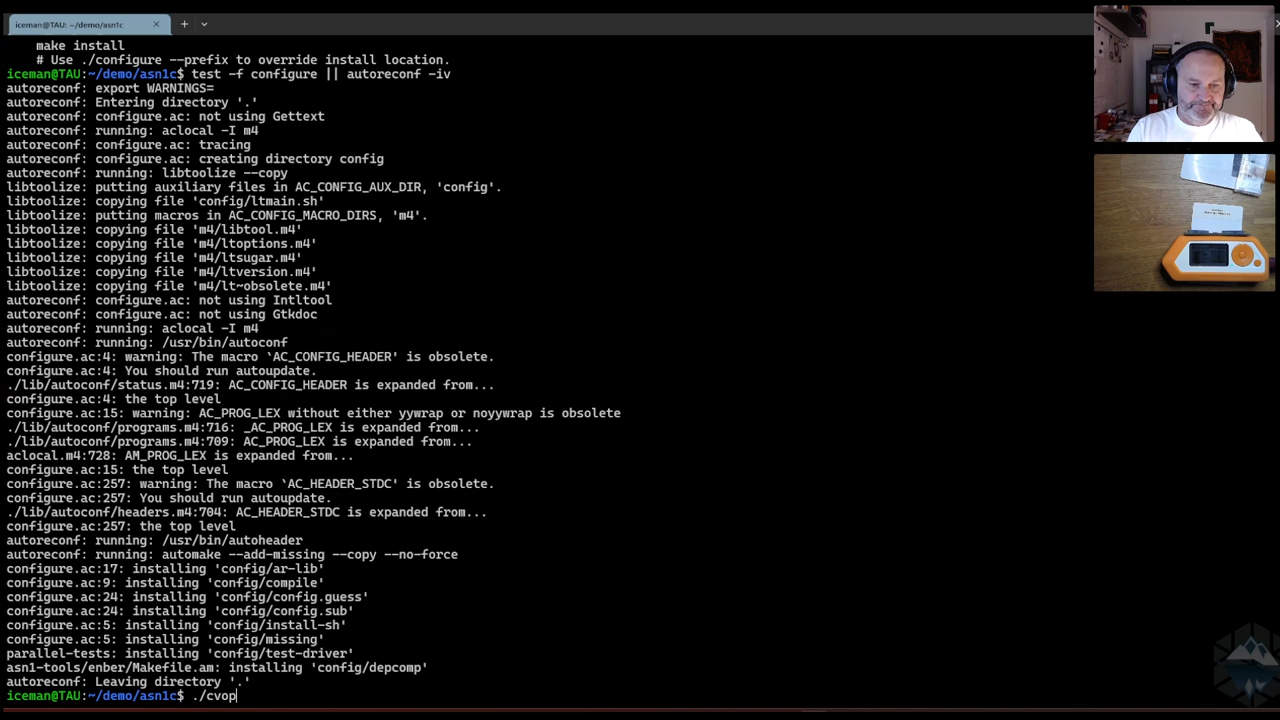 iceman@TAU: ~/demo/asn1c
make install
# Use ./configure --prefix to override install location.
iceman@TAU:~/demo/asn1c$ test -f configure || autoreconf -iv
autoreconf: export WARNINGS=
autoreconf: Entering directory '.'
autoreconf: configure.ac: not using Gettext
autoreconf: running: aclocal -I m4
autoreconf: configure.ac: tracing
autoreconf: configure.ac: creating directory config
autoreconf: running: libtoolize --copy
libtoolize: putting auxiliary files in AC_CONFIG_AUX_DIR, 'config'.
libtoolize: copying file 'config/ltmain.sh'
libtoolize: putting macros in AC_CONFIG_MACRO_DIRS, 'm4'.
libtoolize: copying file 'm4/libtool.m4'
libtoolize: copying file 'm4/ltoptions.m4'
libtoolize: copying file 'm4/ltsugar.m4'
libtoolize: copying file 'm4/ltversion.m4'
libtoolize: copying file 'm4/lt~obsolete.m4'
autoreconf: configure.ac: not using Intltool
autoreconf: configure.ac: not using Gtkdoc
autoreconf: running: aclocal -I m4
autoreconf: running: /usr/bin/autoconf
configure.ac:4: warning: The macro `AC_CONFIG_HEADER' is obsolete.
configure.ac:4: You should run autoupdate.
./lib/autoconf/status.m4:719: AC_CONFIG_HEADER is expanded from...
configure.ac:4: the top level
configure.ac:15: warning: AC_PROG_LEX without either yywrap or noyywrap is obsolete
./lib/autoconf/programs.m4:716: _AC_PROG_LEX is expanded from...
./lib/autoconf/programs.m4:709: AC_PROG_LEX is expanded from...
aclocal.m4:728: AM_PROG_LEX is expanded from...
configure.ac:15: the top level
configure.ac:257: warning: The macro `AC_HEADER_STDC' is obsolete.
configure.ac:257: You should run autoupdate.
./lib/autoconf/headers.m4:704: AC_HEADER_STDC is expanded from...
configure.ac:257: the top level
autoreconf: running: /usr/bin/autoheader
autoreconf: running: automake --add-missing --copy --no-force
configure.ac:17: installing 'config/ar-lib'
configure.ac:9: installing 'config/compile'
configure.ac:24: installing 'config/config.guess'
configure.ac:24: installing 'config/config.sub'
configure.ac:5: installing 'config/install-sh'
configure.ac:5: installing 'config/missing'
parallel-tests: installing 'config/test-driver'
asn1-tools/enber/Makefile.am: installing 'config/depcomp'
autoreconf: Leaving directory '.'
iceman@TAU:~/demo/asn1c$ ./cvop